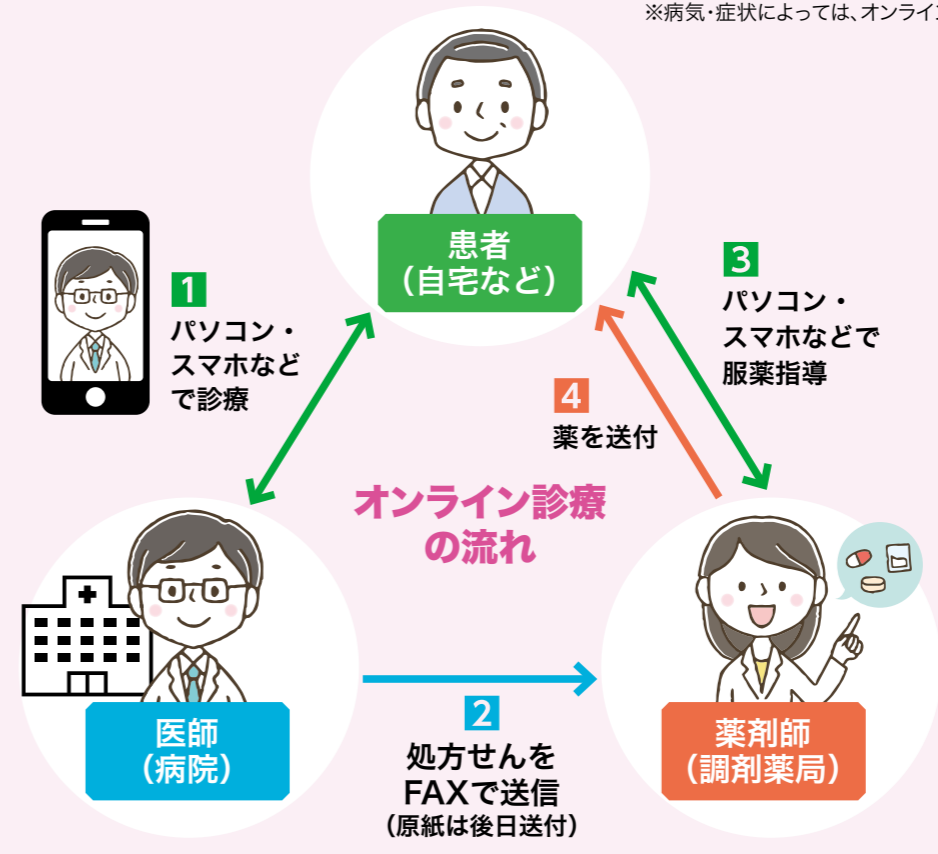 ※病気・症状によっては、オンライ
患者
（自宅など）
1
パソコン・
スマホなど
で診療
3
パソコン・
スマホなどで
服薬指導
4
薬を送付
オンライン診療
の流れ
医師
（病院）
2
処方せんを
FAXで送信
（原紙は後日送付）
薬剤師
（調剤薬局）